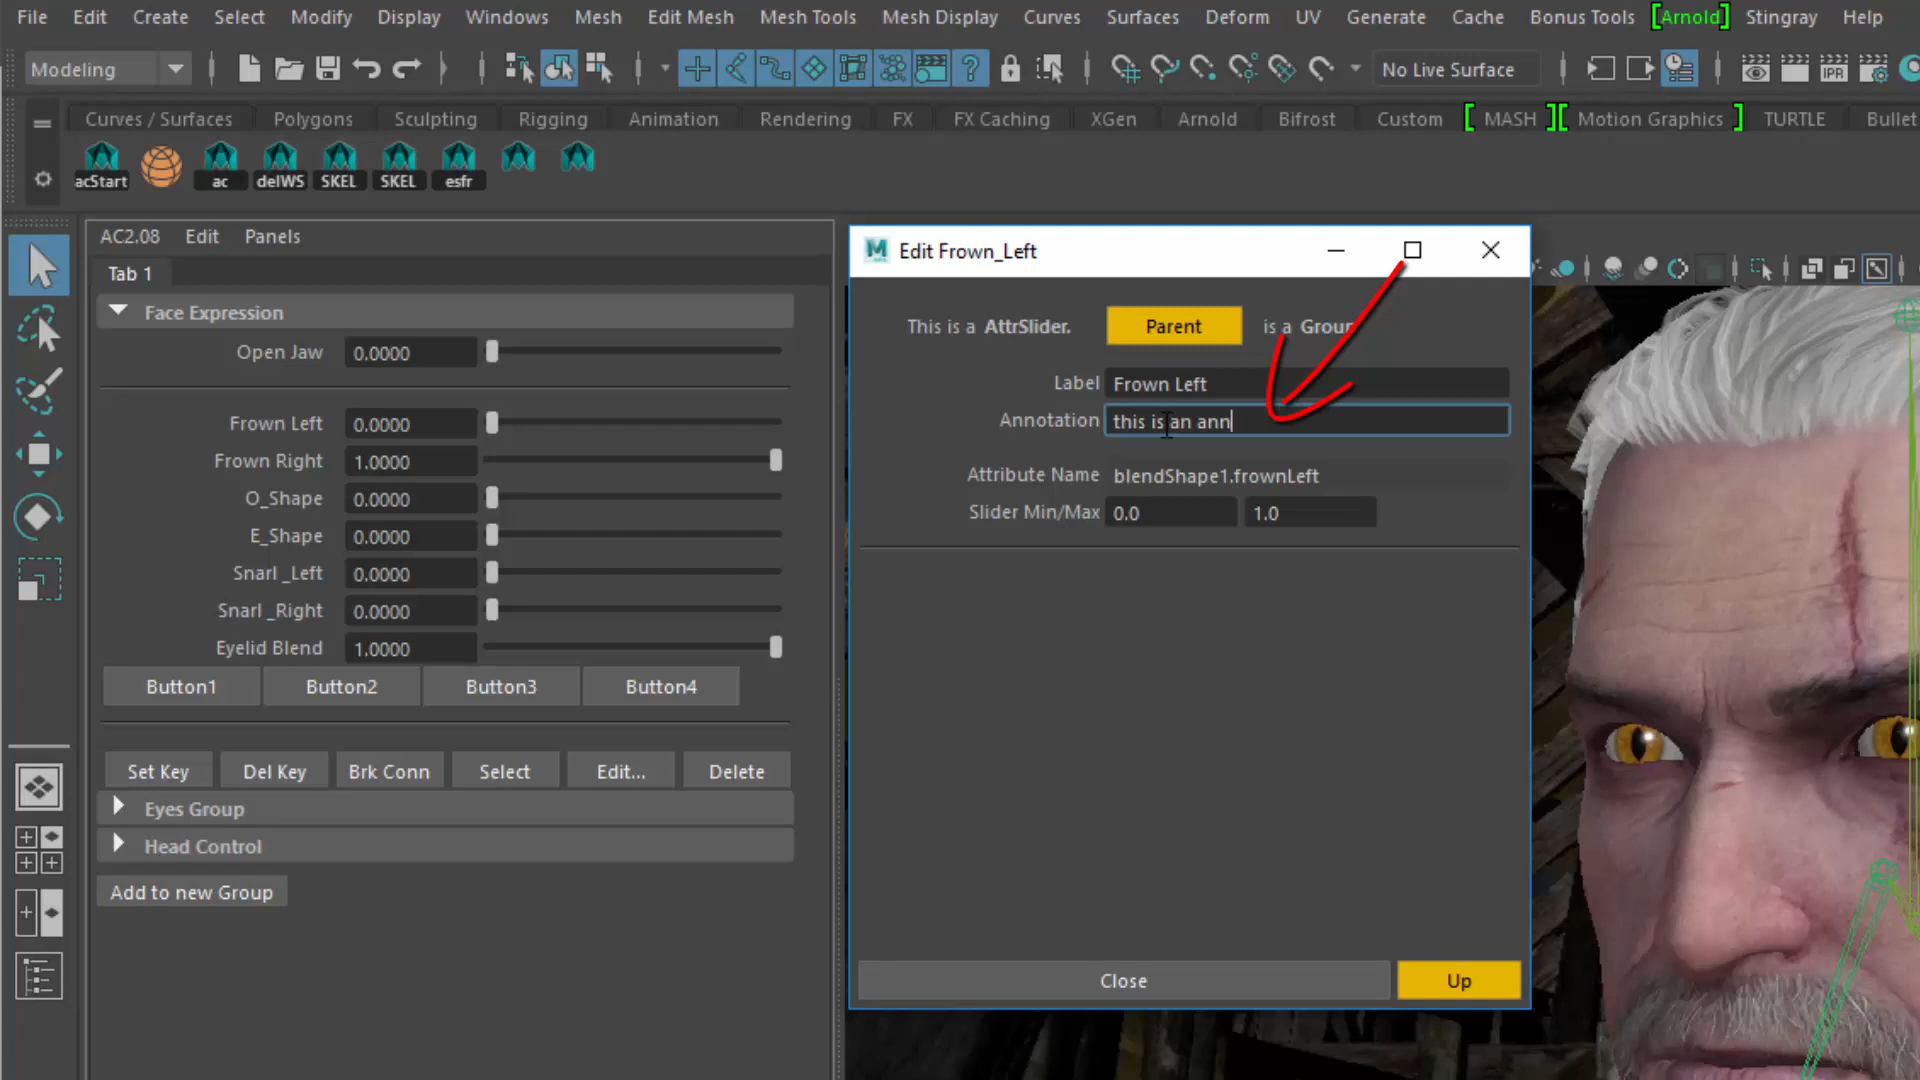 File Edit Create Select Modify Display Windows Mesh Edit Mesh Mesh Tools Mesh Display Curves Surfaces Deform UV Generate Cache Bonus Tools [Arnold] Stingray Help
Modeling No Live Surface IPR
Curves / Surfaces Polygons Sculpting Rigging Animation Rendering FX FX Caching XGen Arnold Bifrost Custom [ MASH ][ Motion Graphics ] TURTLE Bullet
acStart ac delWS SKEL SKEL esfr
AC2.08 Edit Panels
Tab 1
Face Expression
Open Jaw 0.0000
Frown Left 0.0000
Frown Right 1.0000
O_Shape 0.0000
E_Shape 0.0000
Snarl _Left 0.0000
Snarl _Right 0.0000
Eyelid Blend 1.0000
Button1 Button2 Button3 Button4
Set Key Del Key Brk Conn Select Edit... Delete
Eyes Group
Head Control
Add to new Group
M Edit Frown_Left
This is a AttrSlider. Parent is a Group
Label Frown Left
Annotation this is an ann
Attribute Name blendShape1.frownLeft
Slider Min/Max 0.0 1.0
Close Up